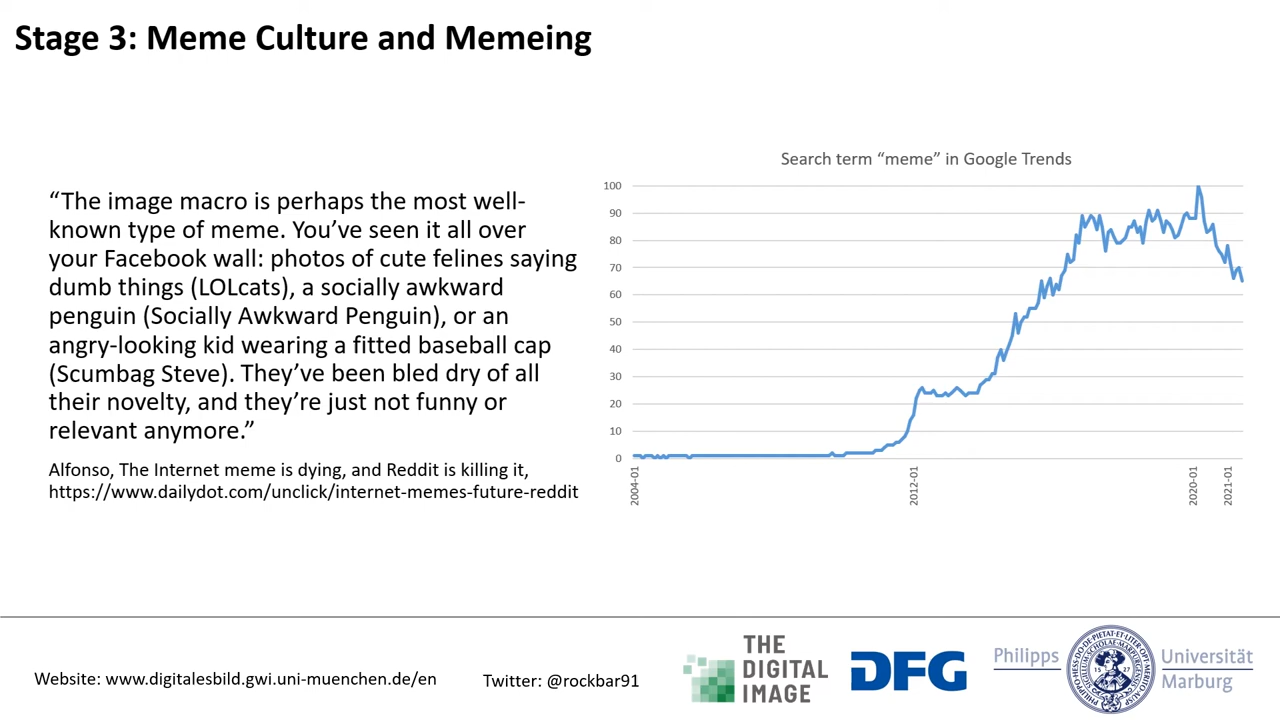 Stage 3: Meme Culture and Memeing
“The image macro is perhaps the most well-
known type of meme. You’ve seen it all over
your Facebook wall: photos of cute felines saying
dumb things (LOLcats), a socially awkward
penguin (Socially Awkward Penguin), or an
angry-looking kid wearing a fitted baseball cap
(Scumbag Steve). They’ve been bled dry of all
their novelty, and they’re just not funny or
relevant anymore.”
Alfonso, The Internet meme is dying, and Reddit is killing it,
https://www.dailydot.com/unclick/internet-memes-future-reddit
Search term “meme” in Google Trends
100
90
80
70
60
50
40
30
20
10
0
2004-01
2012-01
2020-01
2021-01
Website: www.digitalesbild.gwi.uni-muenchen.de/en
Twitter: @rockbar91
THE
DIGITAL
IMAGE
DFG
Philipps
Universität
Marburg
15 27